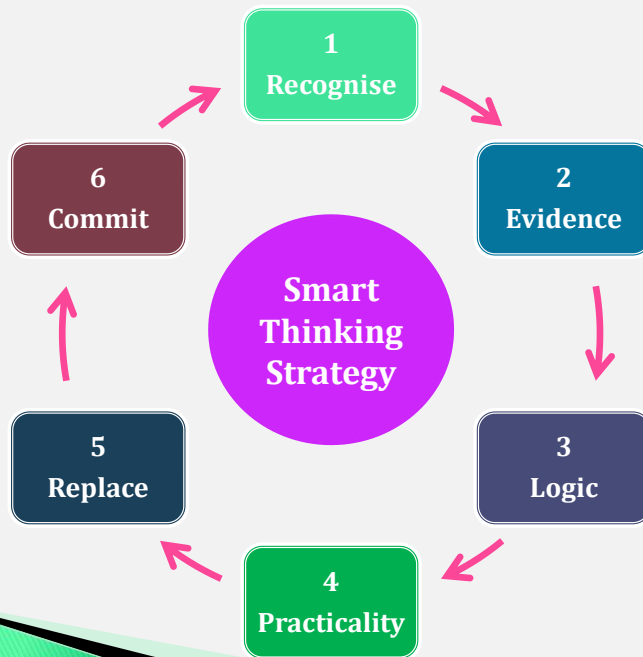 1
Recognise
2
Evidence
3
Logic
4
Practicality
5
Replace
6
Commit
Smart
Thinking
Strategy